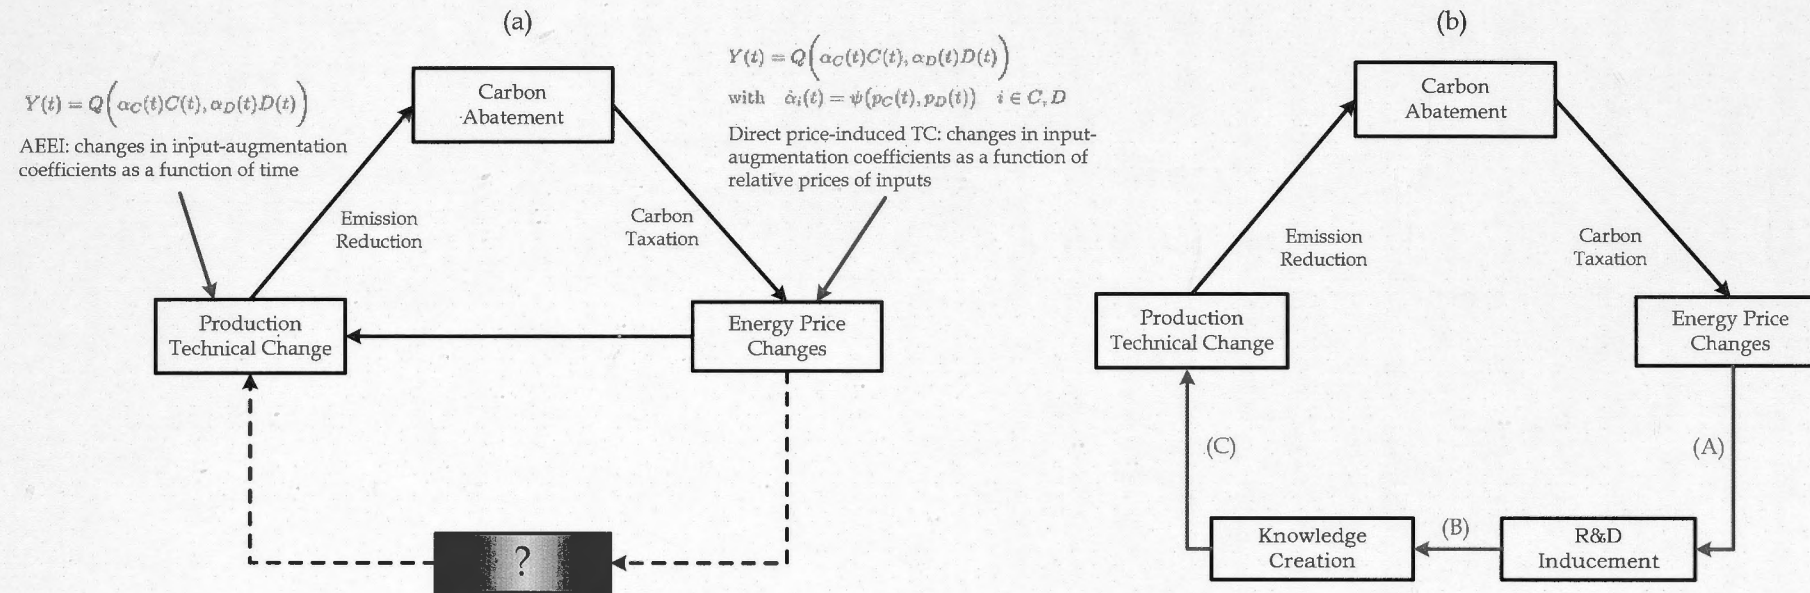 (a)
Y(t) = Q(α_C(t)C(t), α_D(t)D(t))
AEEI: changes in input-augmentation
coefficients as a function of time
Carbon
Abatement
Y(t) = Q(α_C(t)C(t), α_D(t)D(t))
with α̇_i(t) = ψ(p_C(t), p_D(t)) i ∈ C, D
Direct price-induced TC: changes in input-
augmentation coefficients as a function of
relative prices of inputs
Emission
Reduction
Carbon
Taxation
Production
Technical Change
Energy Price
Changes
?
(b)
Carbon
Abatement
Emission
Reduction
Carbon
Taxation
Production
Technical Change
Energy Price
Changes
(C)
(A)
Knowledge
Creation
(B)
R&D
Inducement